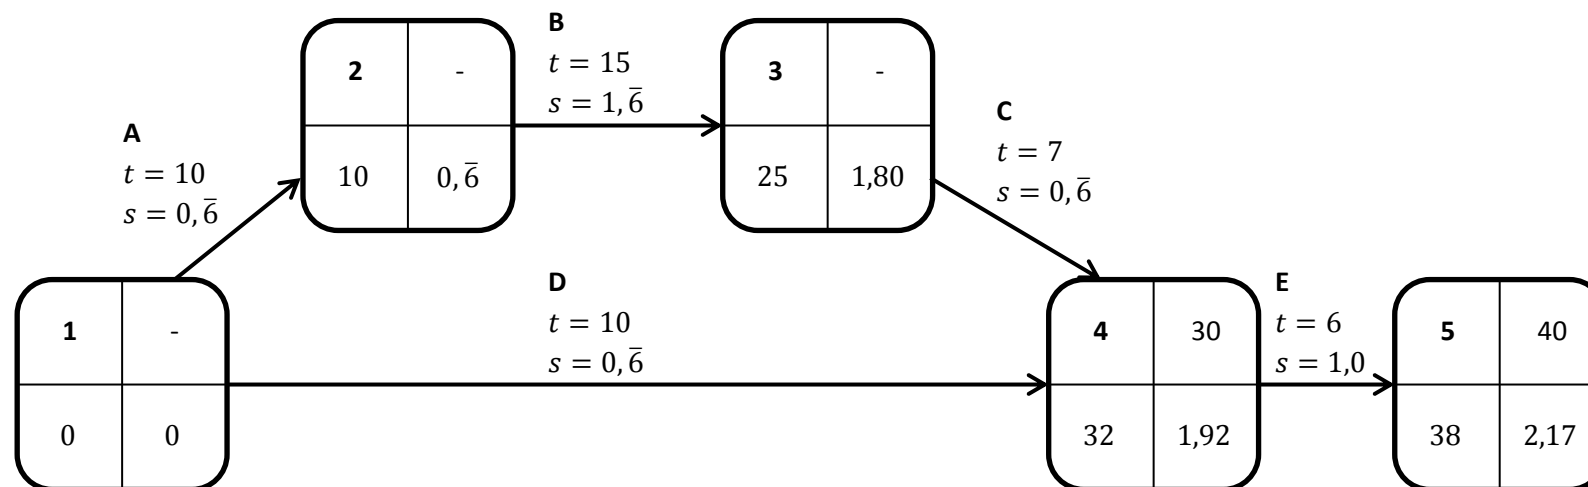 B
t = 15
s = 1, 6̅
2 -
10 0, 6̅
3 -
25 1,80
A
t = 10
s = 0, 6̅
C
t = 7
s = 0, 6̅
D
t = 10
s = 0, 6̅
E
t = 6
s = 1,0
1 -
0 0
4 30
32 1,92
5 40
38 2,17